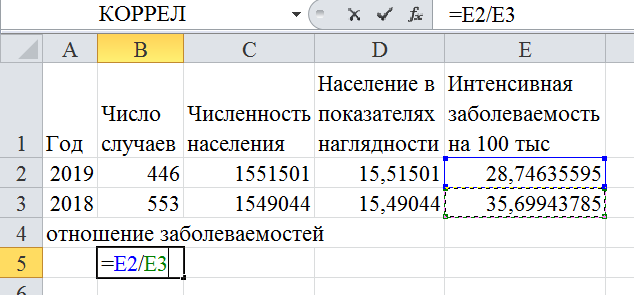 КОРРЕЛ =E2/E3
A B C D E
1 Год Число случаев Численность населения Население в показателях наглядности Интенсивная заболеваемость на 100 тыс
2 2019 446 1551501 15,51501 28,74635595
3 2018 553 1549044 15,49044 35,69943785
4 отношение заболеваемостей
5 =E2/E3
6